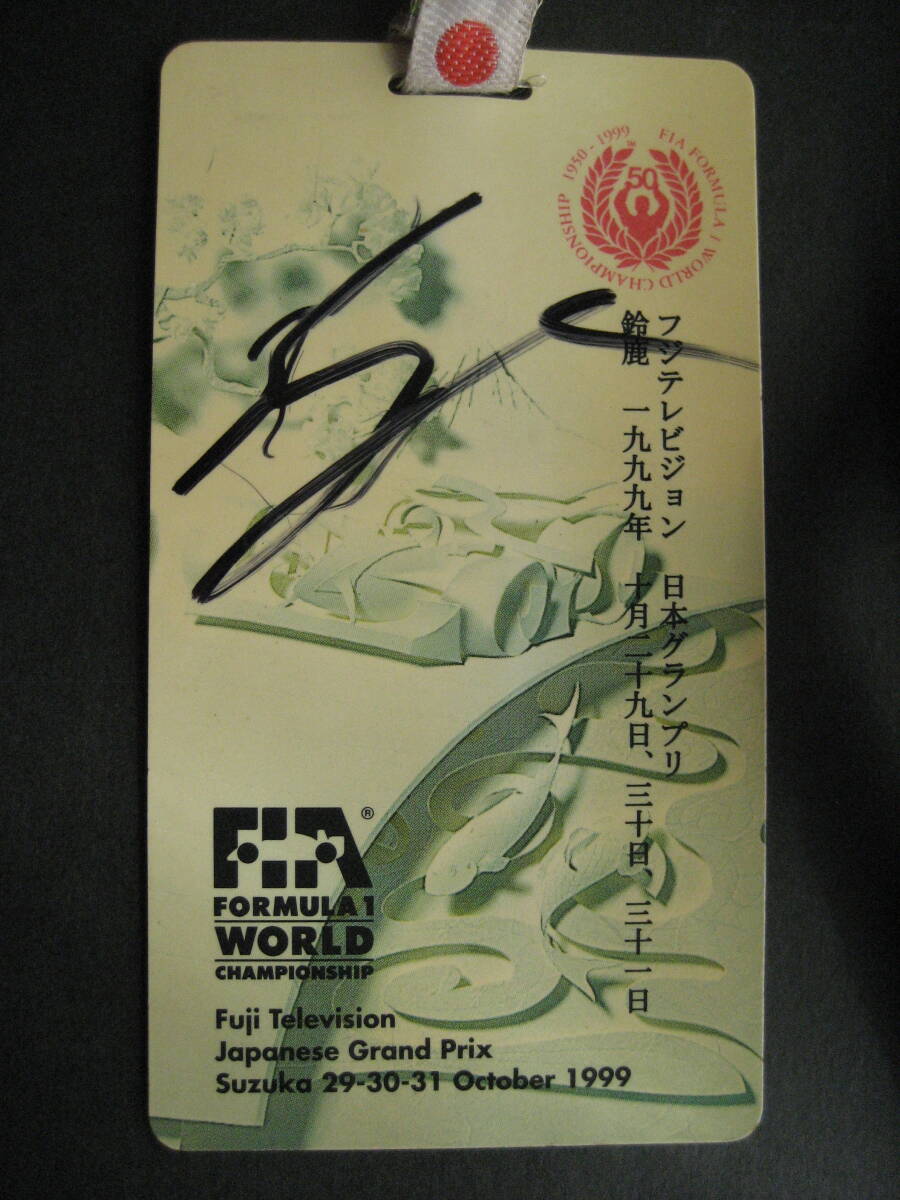 1950 - 1999 FIA FORMULA 1 WORLD CHAMPIONSHIP
50
フジテレビジョン 日本グランプリ
鈴鹿 一九九九年 十月二十九日、三十日、三十一日
FIA®
FORMULA 1
WORLD
CHAMPIONSHIP
Fuji Television
Japanese Grand Prix
Suzuka 29-30-31 October 1999